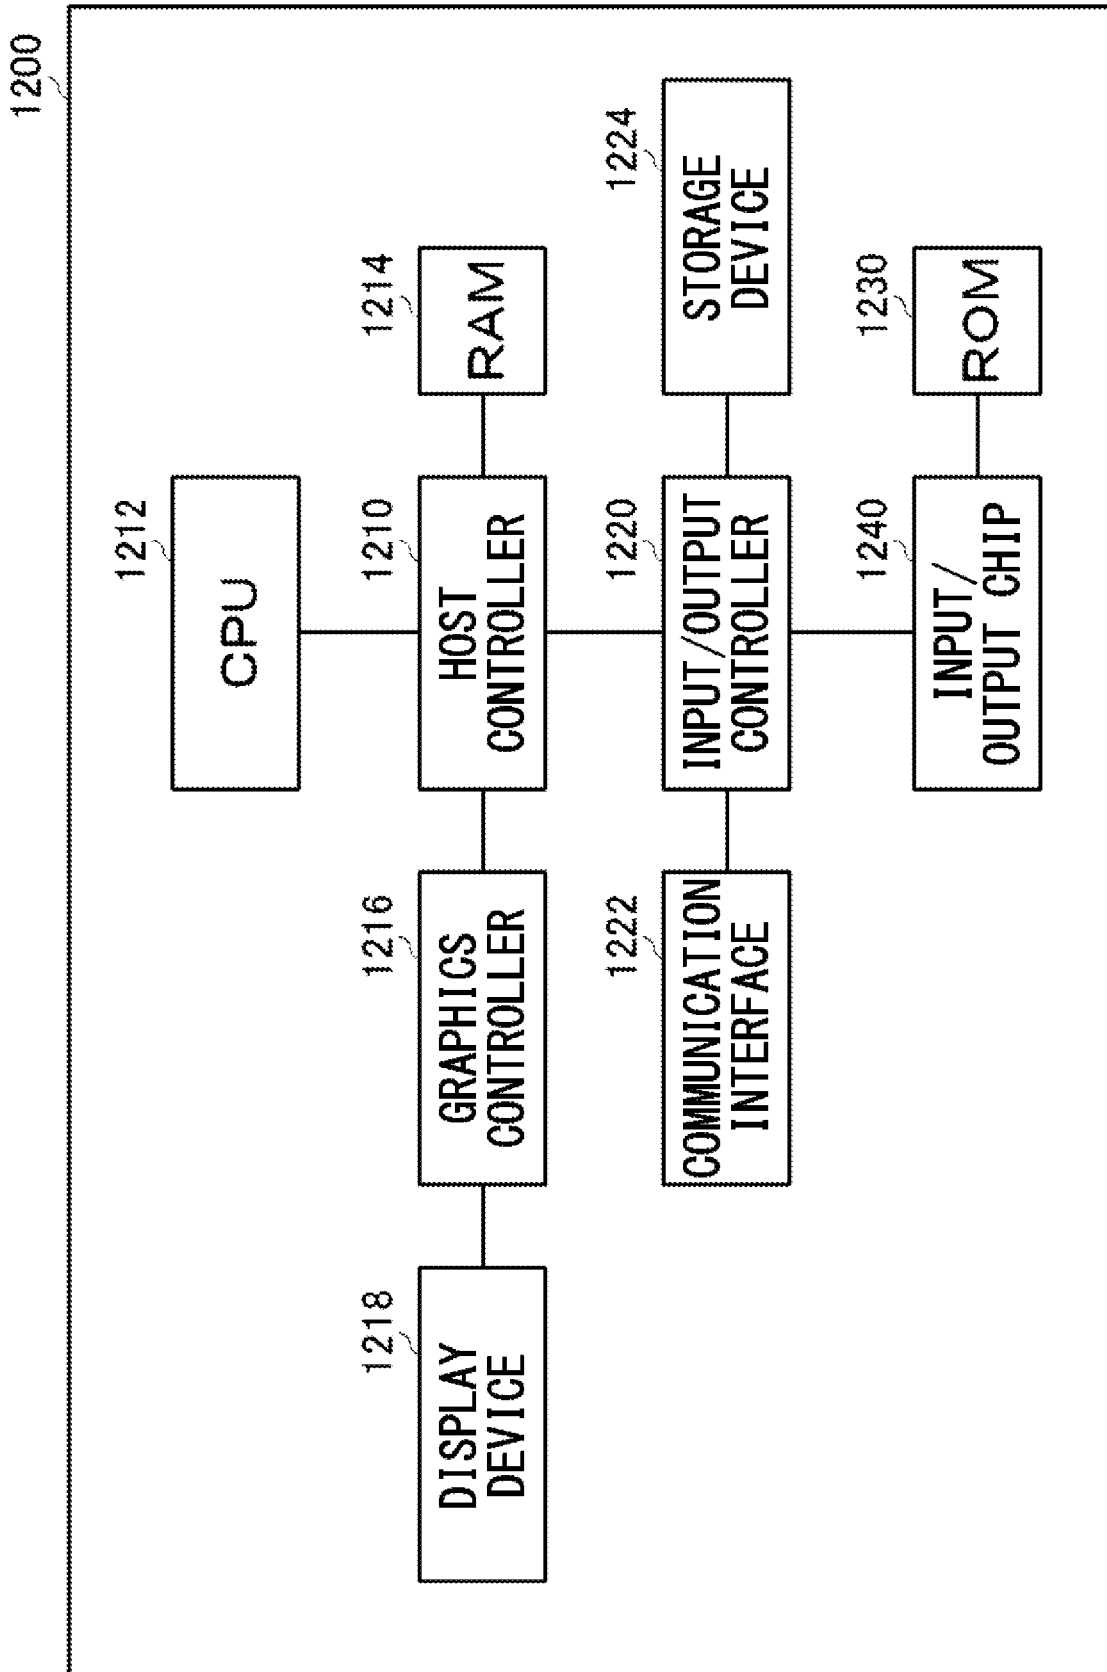 1200
1212
CPU
1218
DISPLAY
DEVICE
1216
GRAPHICS
CONTROLLER
1210
HOST
CONTROLLER
1214
RAM
1222
COMMUNICATION
INTERFACE
1220
INPUT/OUTPUT
CONTROLLER
1224
STORAGE
DEVICE
1240
INPUT/
OUTPUT CHIP
1230
ROM